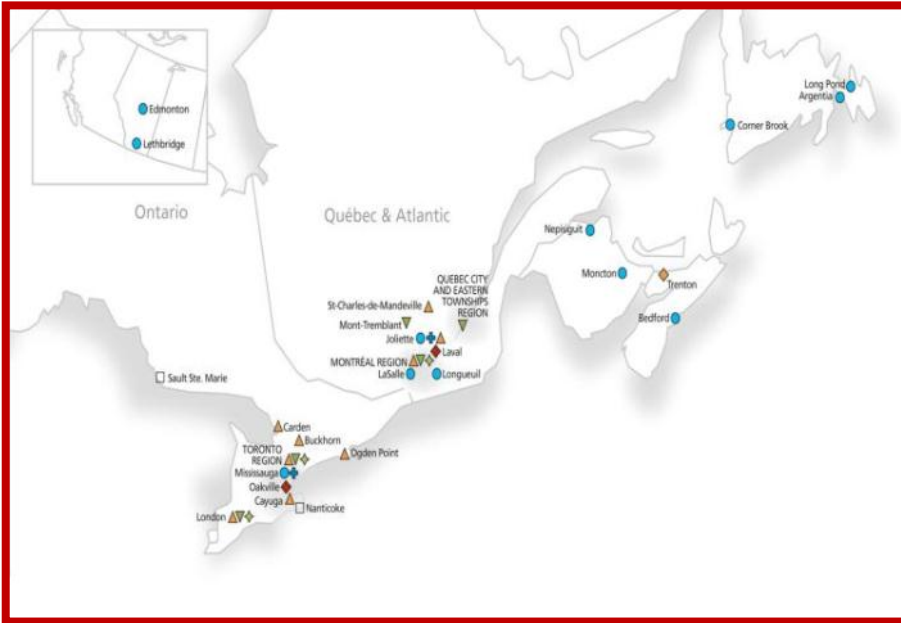 Long Pond
Argentia
Edmonton
Corner Brook
Lethbridge
Ontario
Québec & Atlantic
Nepisiguit
Moncton
Trenton
QUEBEC CITY
AND EASTERN
TOWNSHIPS
REGION
Bedford
St-Charles-de-Mandeville
Mont-Tremblant
Joliette
Laval
MONTRÉAL REGION
LaSalle
Longueuil
Sault Ste. Marie
Carden
Buckhorn
TORONTO
REGION
Ogden Point
Mississauga
Oakville
Cayuga
Nanticoke
London